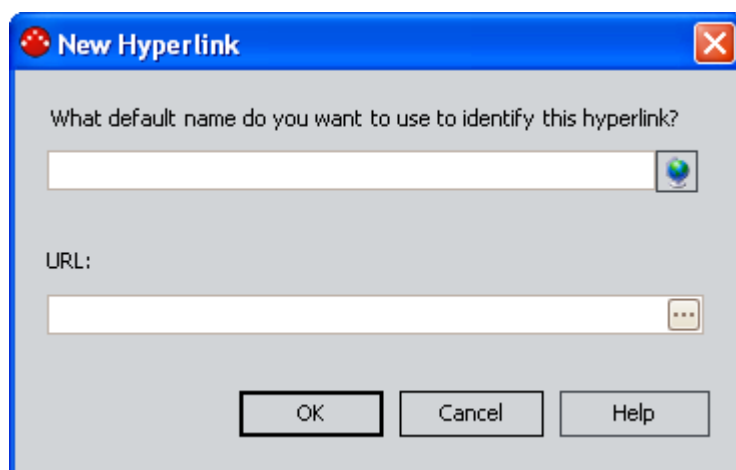 New Hyperlink
What default name do you want to use to identify this hyperlink?
URL:
...
OK Cancel Help